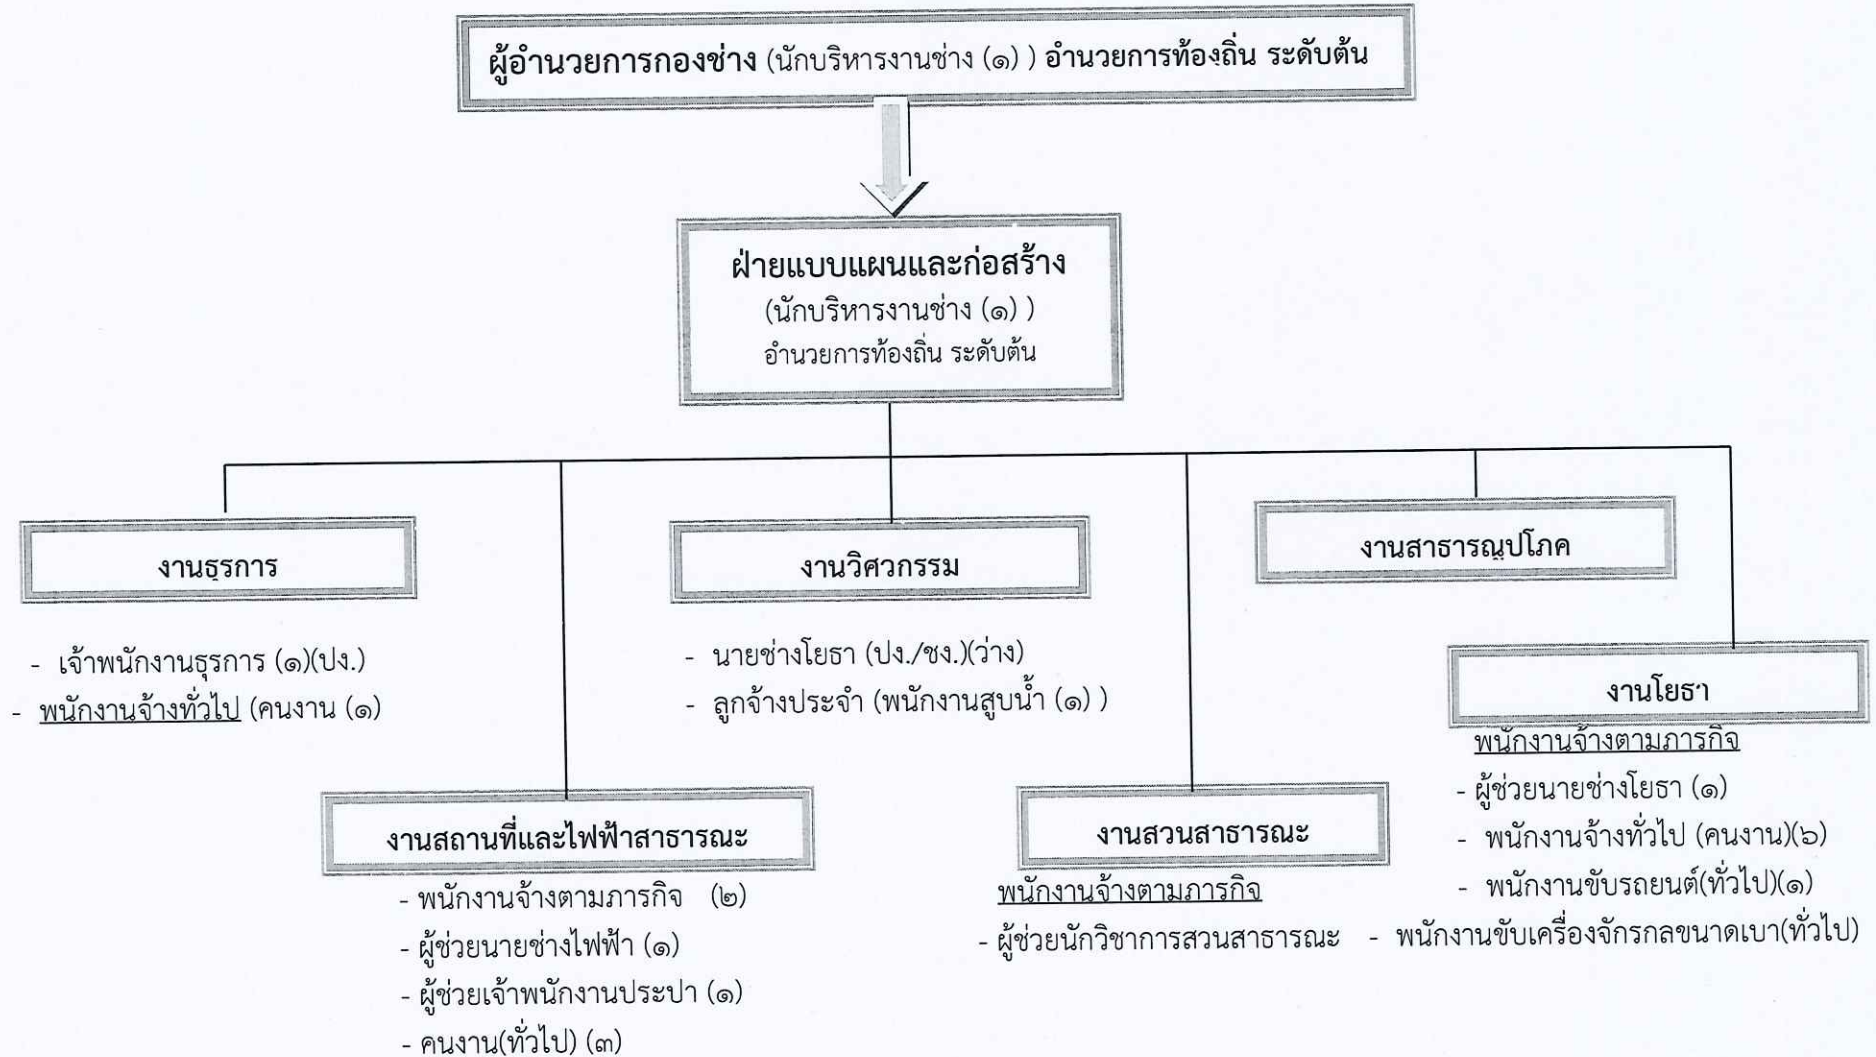 ผู้อำนวยการกองช่าง (นักบริหารงานช่าง (๑) ) อำนวยการท้องถิ่น ระดับต้น
ฝ่ายแบบแผนและก่อสร้าง
(นักบริหารงานช่าง (๑) )
อำนวยการท้องถิ่น ระดับต้น
งานธุรการ
- เจ้าพนักงานธุรการ (๑)(ปง.)
- พนักงานจ้างทั่วไป (คนงาน (๑)
งานสถานที่และไฟฟ้าสาธารณะ
- พนักงานจ้างตามภารกิจ (๒)
- ผู้ช่วยนายช่างไฟฟ้า (๑)
- ผู้ช่วยเจ้าพนักงานประปา (๑)
- คนงาน(ทั่วไป) (๓)
งานวิศวกรรม
- นายช่างโยธา (ปง./ชง.)(ว่าง)
- ลูกจ้างประจำ (พนักงานสูบน้ำ (๑) )
งานสวนสาธารณะ
พนักงานจ้างตามภารกิจ
- ผู้ช่วยนักวิชาการสวนสาธารณะ
งานสาธารณูปโภค
งานโยธา
พนักงานจ้างตามภารกิจ
- ผู้ช่วยนายช่างโยธา (๑)
- พนักงานจ้างทั่วไป (คนงาน)(๖)
- พนักงานขับรถยนต์(ทั่วไป)(๑)
- พนักงานขับเครื่องจักรกลขนาดเบา(ทั่วไป)